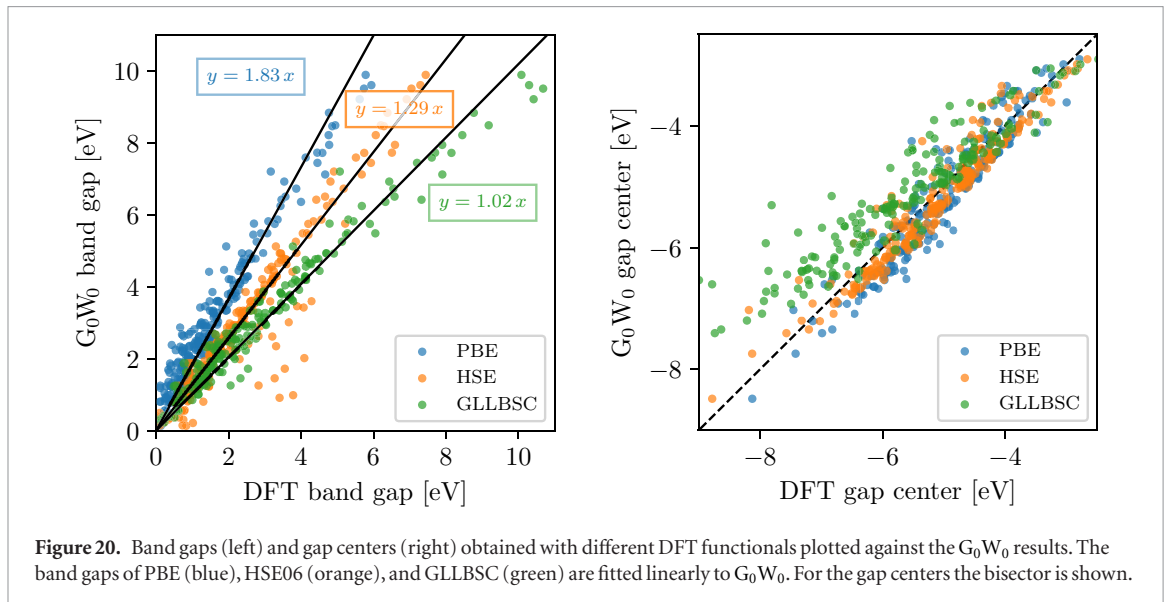 10
8
6
4
2
0
G₀W₀ band gap [eV]
y = 1.83 x
y = 1.29 x
y = 1.02 x
PBE
HSE
GLLBSC
0 2 4 6 8 10
DFT band gap [eV]
−4
−6
−8
G₀W₀ gap center [eV]
PBE
HSE
GLLBSC
−8 −6 −4
DFT gap center [eV]
Figure 20. Band gaps (left) and gap centers (right) obtained with different DFT functionals plotted against the G₀W₀ results. The
band gaps of PBE (blue), HSE06 (orange), and GLLBSC (green) are fitted linearly to G₀W₀. For the gap centers the bisector is shown.